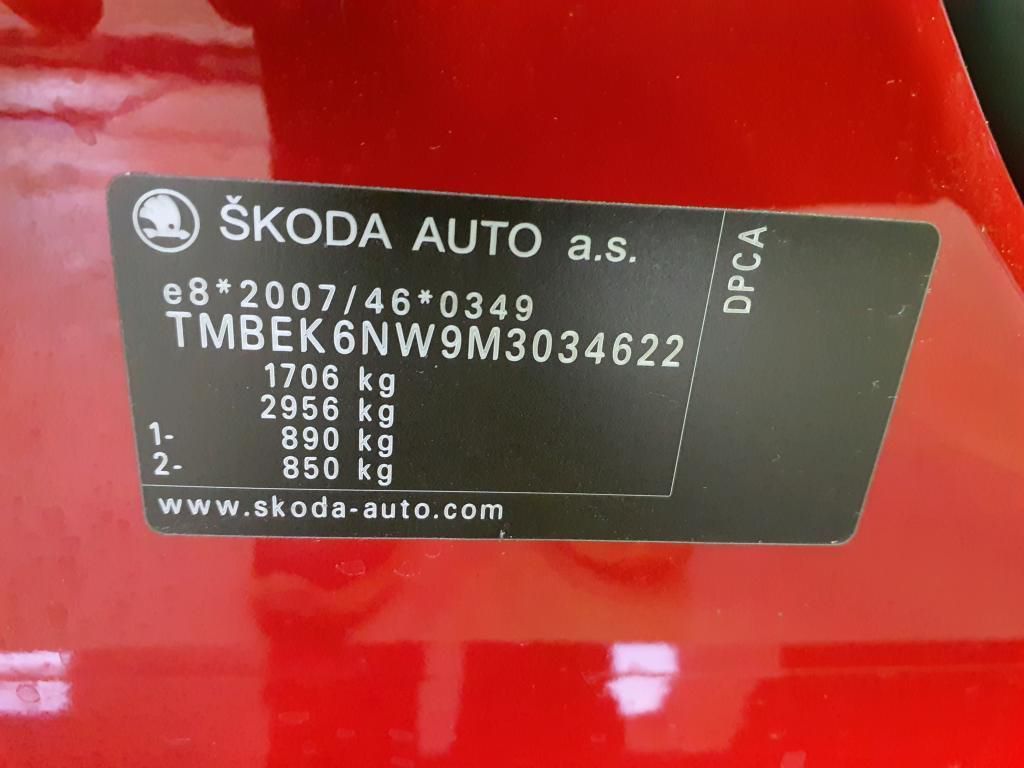 ŠKODA AUTO a.s.
e8*2007/46*0349
TMBEK6NW9M3034622
1706 kg
2956 kg
1- 890 kg
2- 850 kg
www.skoda-auto.com
DPCA